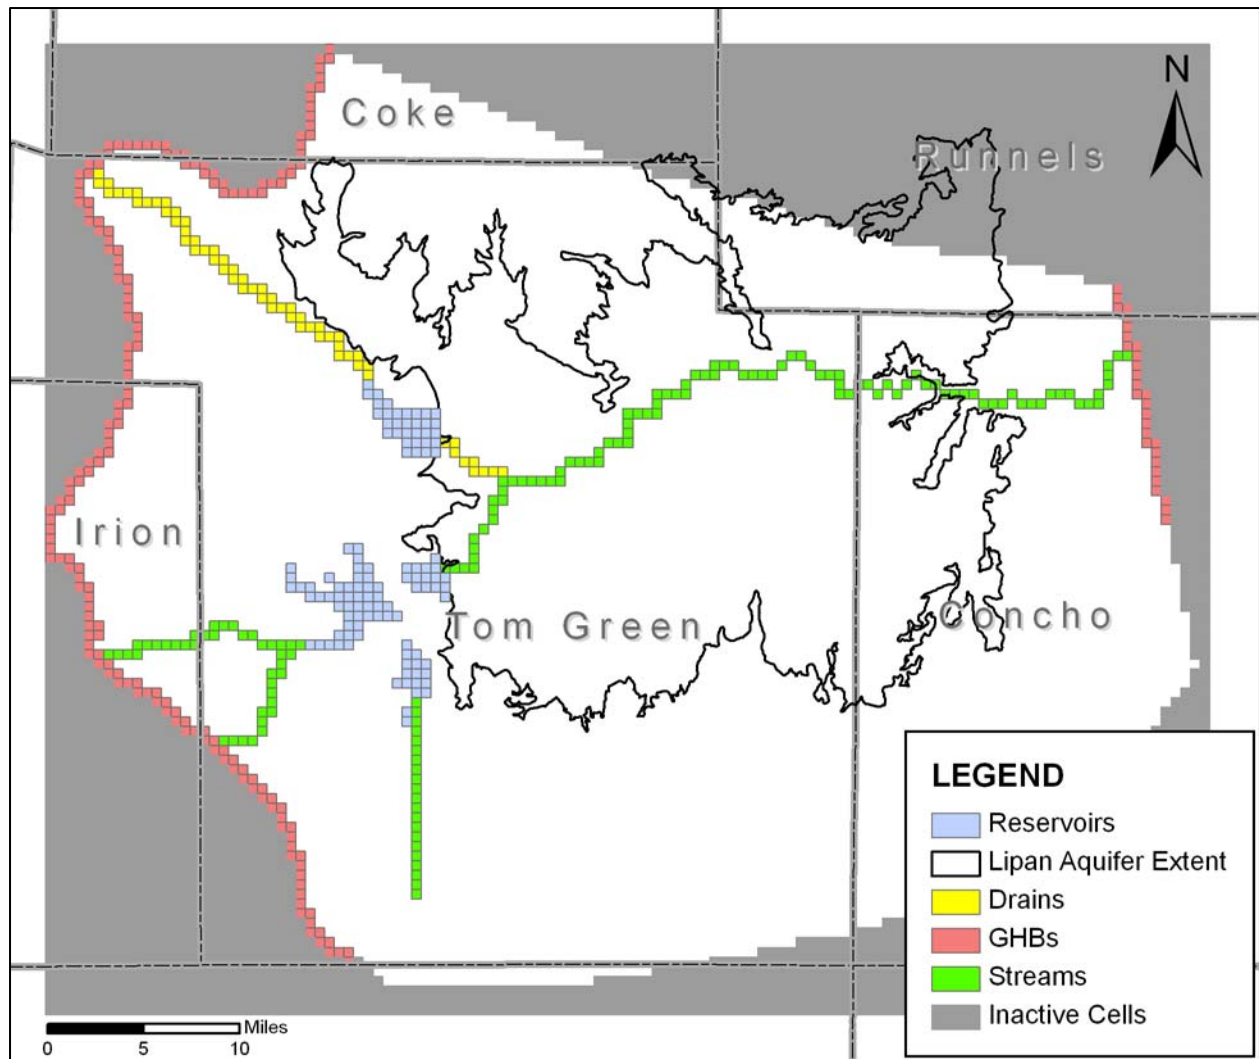 N
Coke
Runnels
Irion
Tom Green
Concho
LEGEND
Reservoirs
Lipan Aquifer Extent
Drains
GHBs
Streams
Inactive Cells
Miles
0 5 10